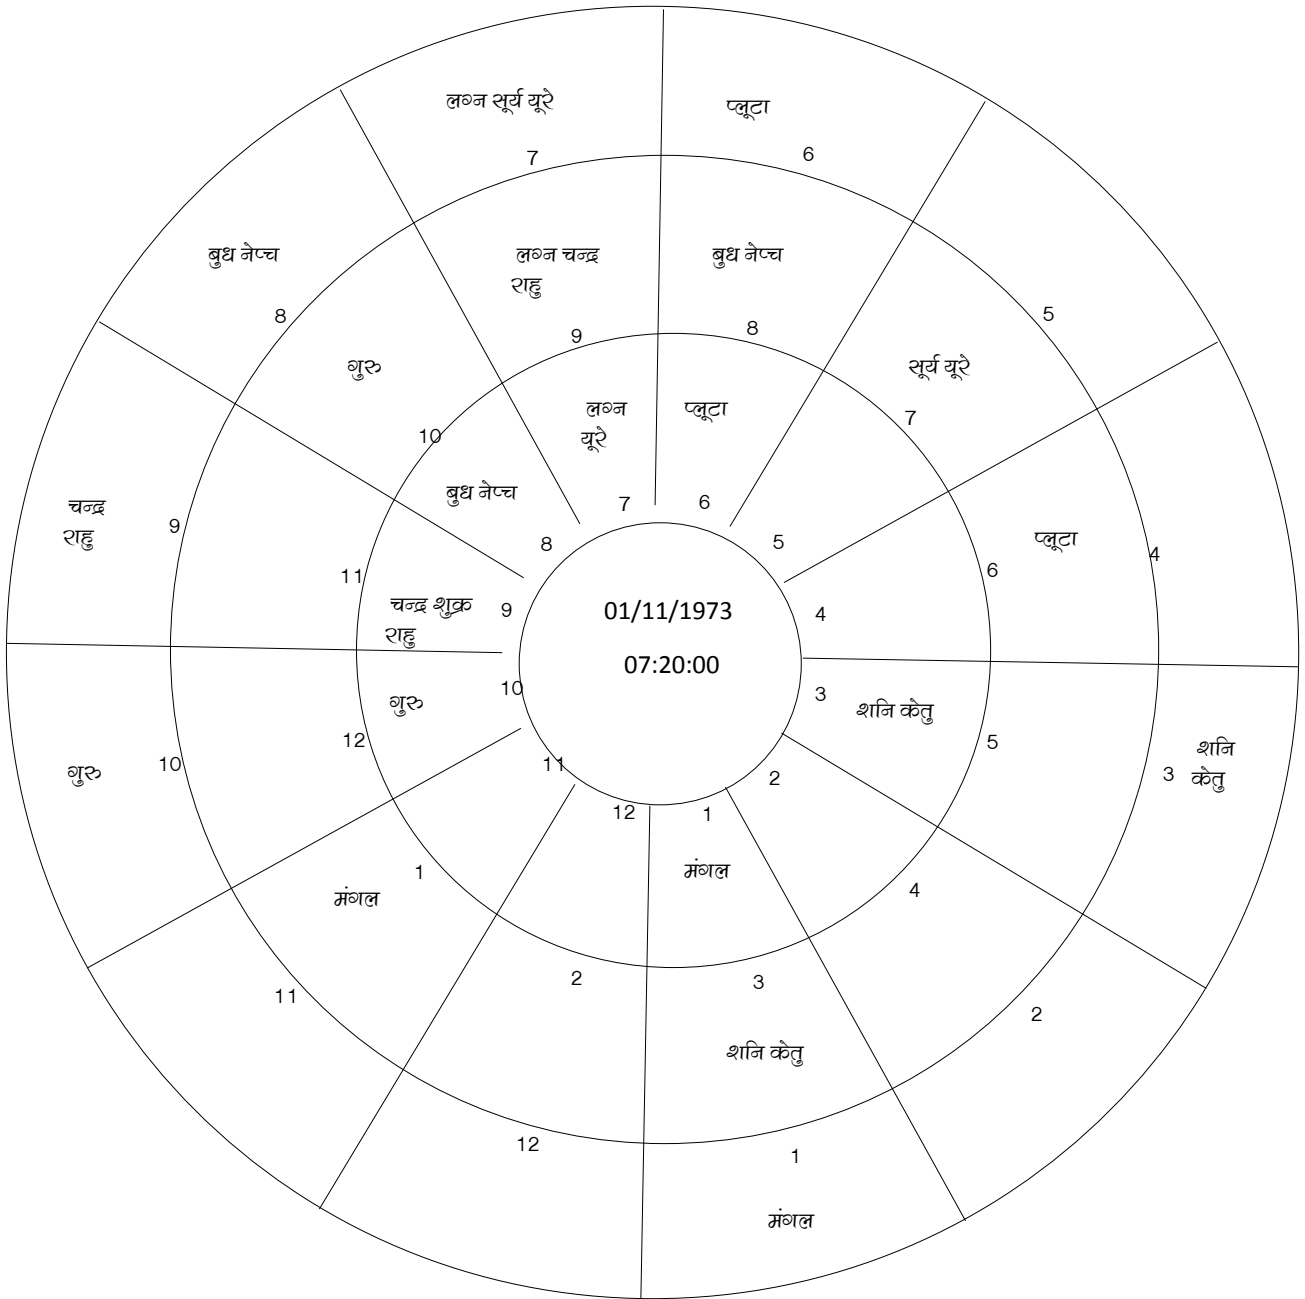 लग्न सूर्य यूरे
प्लूटा
7
6
बुध नेप्च
लग्न चन्द्र
राहु
बुध नेप्च
8
9
8
5
गुरु
सूर्य यूरे
10
लग्न
यूरे
प्लूटा
7
चन्द्र
राहु
9
बुध नेप्च
7
6
8
5
प्लूटा
4
11
चन्द्र शुक्र
राहु
9
01/11/1973
4
6
07:20:00
गुरु
10
12
गुरु
10
3
शनि केतु
5
3
शनि
केतु
11
12
1
2
मंगल
1
मंगल
4
11
2
3
2
शनि केतु
12
1
मंगल